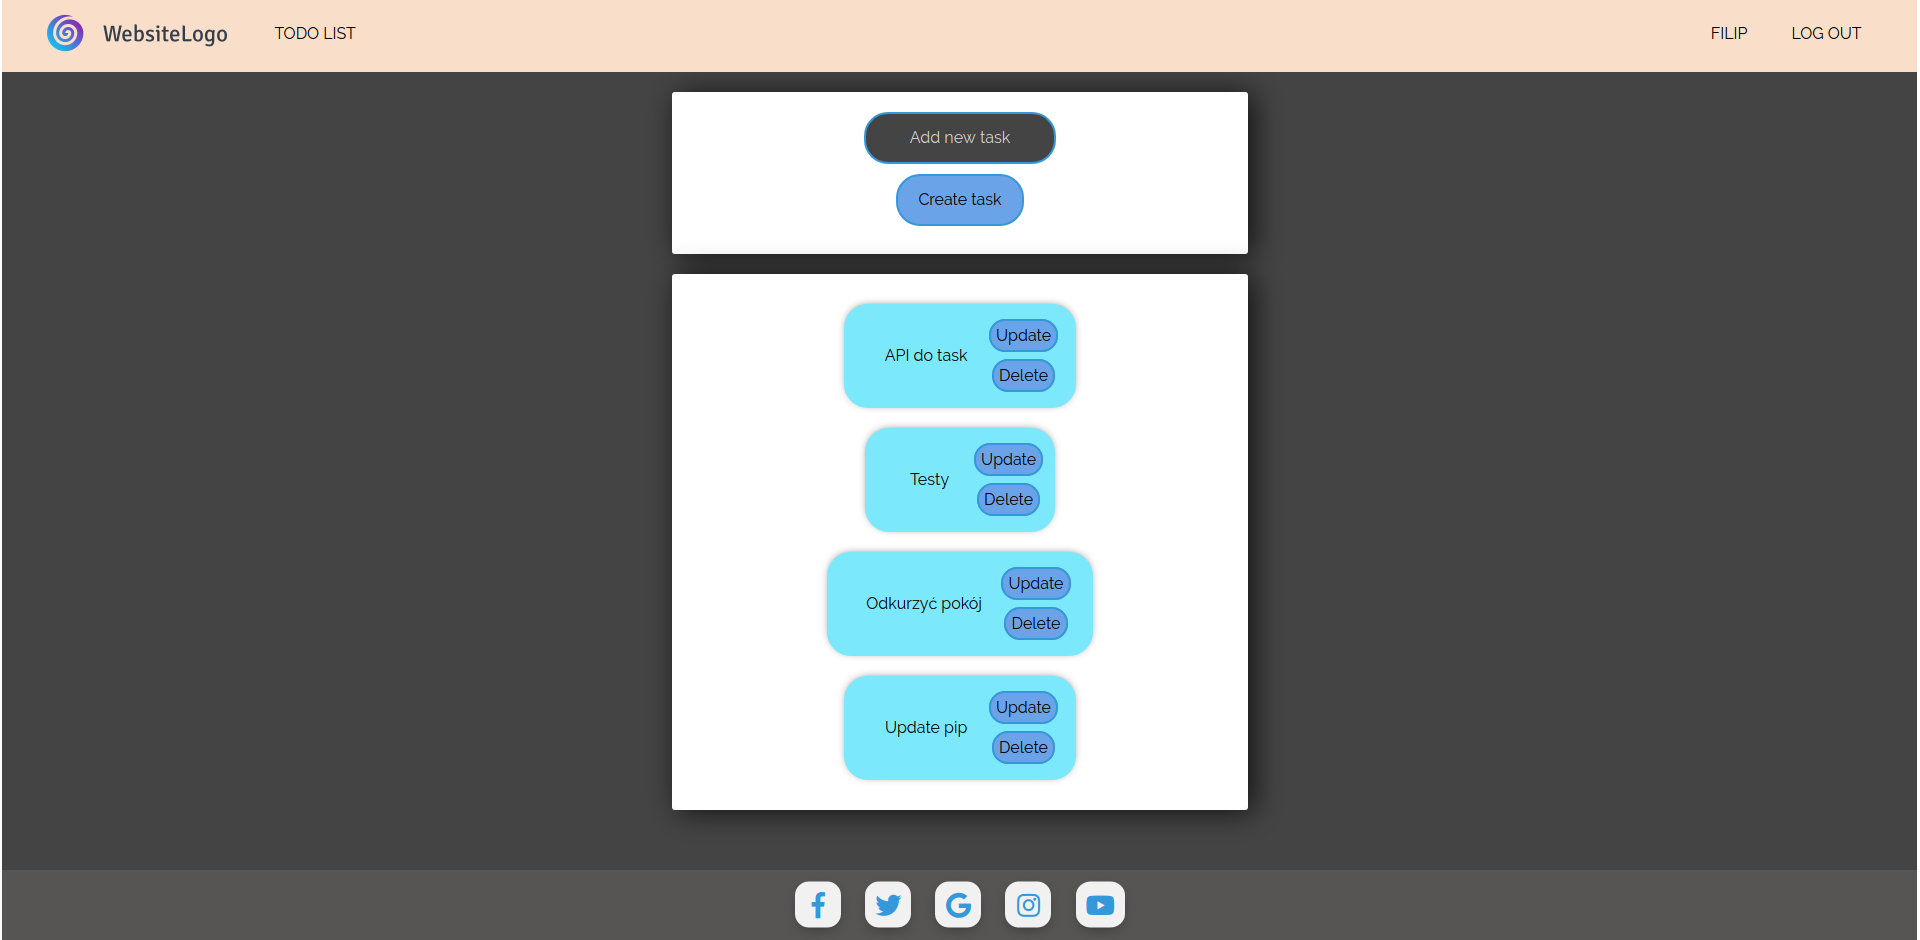 WebsiteLogo TODO LIST FILIP LOG OUT
Add new task
Create task
API do task
Update
Delete
Testy
Update
Delete
Odkurzyć pokój
Update
Delete
Update pip
Update
Delete